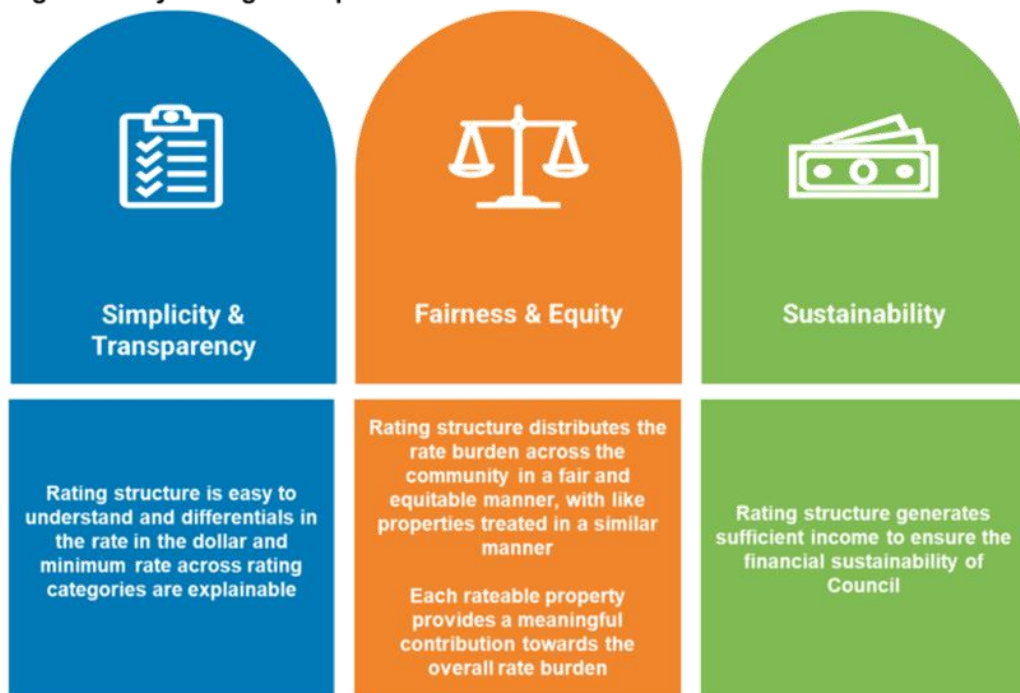 Simplicity &
Transparency
Fairness & Equity
Sustainability
Rating structure is easy to
understand and differentials in
the rate in the dollar and
minimum rate across rating
categories are explainable
Rating structure distributes the
rate burden across the
community in a fair and
equitable manner, with like
properties treated in a similar
manner
Each rateable property
provides a meaningful
contribution towards the
overall rate burden
Rating structure generates
sufficient income to ensure the
financial sustainability of
Council